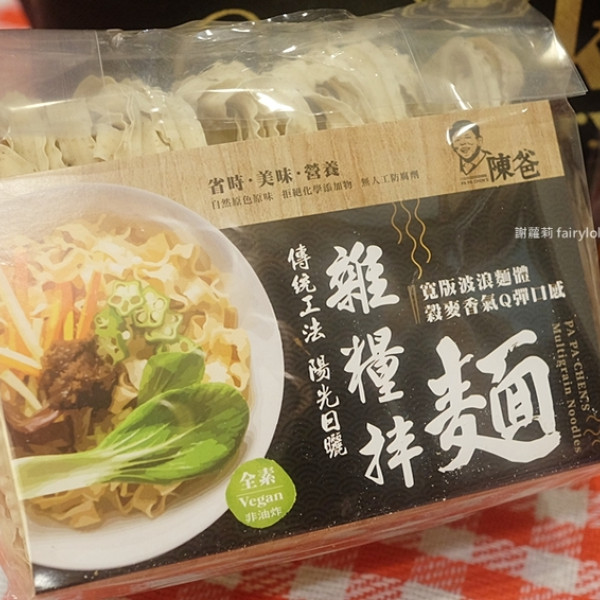 省時·美味·營養
自然原色原味 拒絕化學添加物 無人工防腐劑
陳爸
謝蘿莉 fairylol
寬版波浪麵體
穀麥香氣Q彈口感
傳統工法 陽光日曬
雜糧拌麵
PA PA-CHEN'S
Multigrain Noodles
全素
Vegan
非油炸